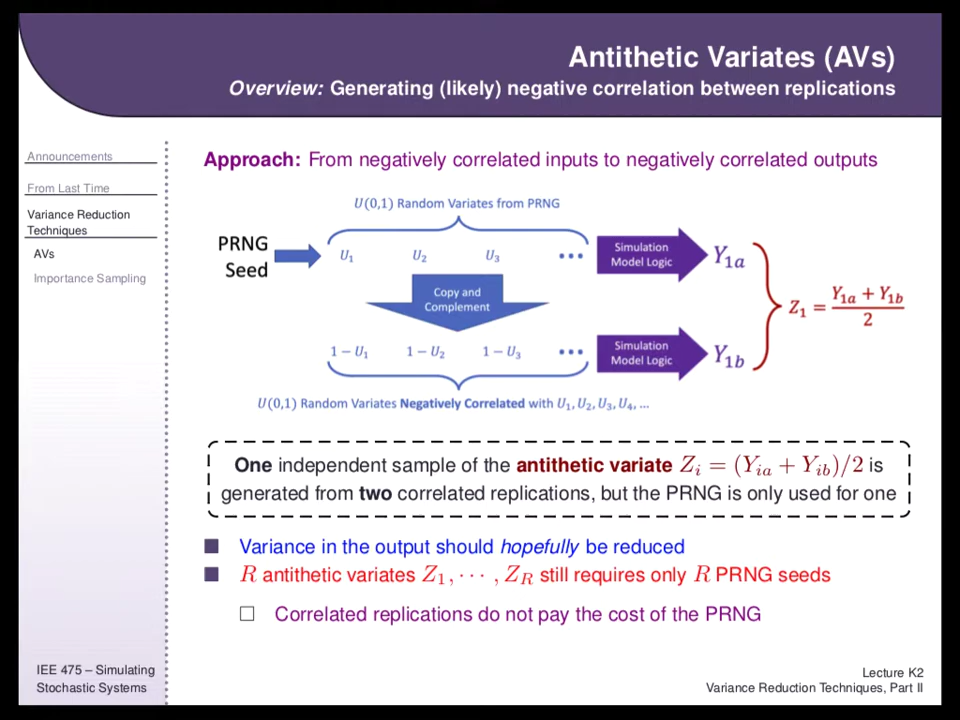 Antithetic Variates (AVs)
Overview: Generating (likely) negative correlation between replications
Announcements
From Last Time
Variance Reduction
Techniques
AVs
Importance Sampling
Approach: From negatively correlated inputs to negatively correlated outputs
U(0,1) Random Variates from PRNG
PRNG
Seed
U₁ U₂ U₃ •••
Simulation
Model Logic
Y₁ₐ
Copy and
Complement
Z₁ = (Y₁ₐ + Y₁b)/2
1 − U₁ 1 − U₂ 1 − U₃ •••
Simulation
Model Logic
Y₁b
U(0,1) Random Variates Negatively Correlated with U₁, U₂, U₃, U₄, ...
One independent sample of the antithetic variate Zᵢ = (Yᵢₐ + Yᵢb)/2 is
generated from two correlated replications, but the PRNG is only used for one
Variance in the output should hopefully be reduced
R antithetic variates Z₁, ⋯ , Z_R still requires only R PRNG seeds
Correlated replications do not pay the cost of the PRNG
IEE 475 – Simulating
Stochastic Systems
Lecture K2
Variance Reduction Techniques, Part II